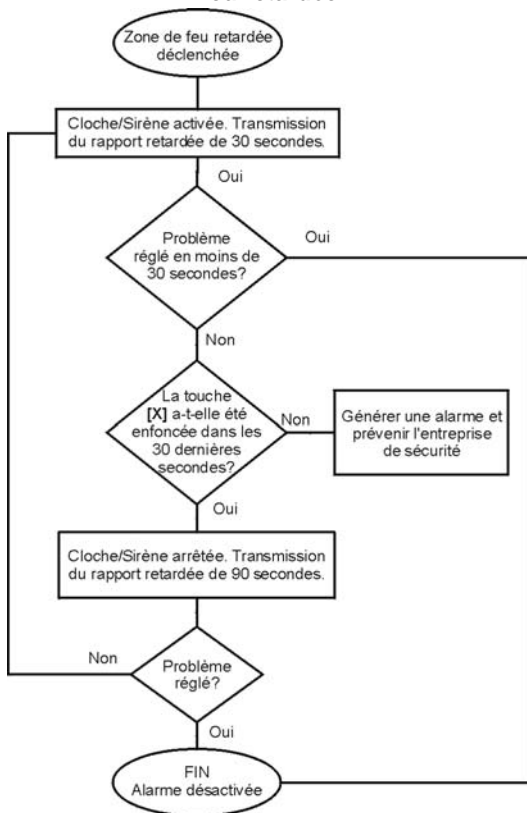 Zone de feu retardée
déclenchée
Cloche/Sirène activée. Transmission
du rapport retardée de 30 secondes.
Oui
Problème
réglé en moins de
30 secondes?
Oui
Non
La touche
[X] a-t-elle été
enfoncée dans les
30 dernières
secondes?
Non
Générer une alarme et
prévenir l'entreprise
de sécurité
Oui
Cloche/Sirène arrêtée. Transmission
du rapport retardée de 90 secondes.
Non
Problème
réglé?
Oui
FIN
Alarme désactivée